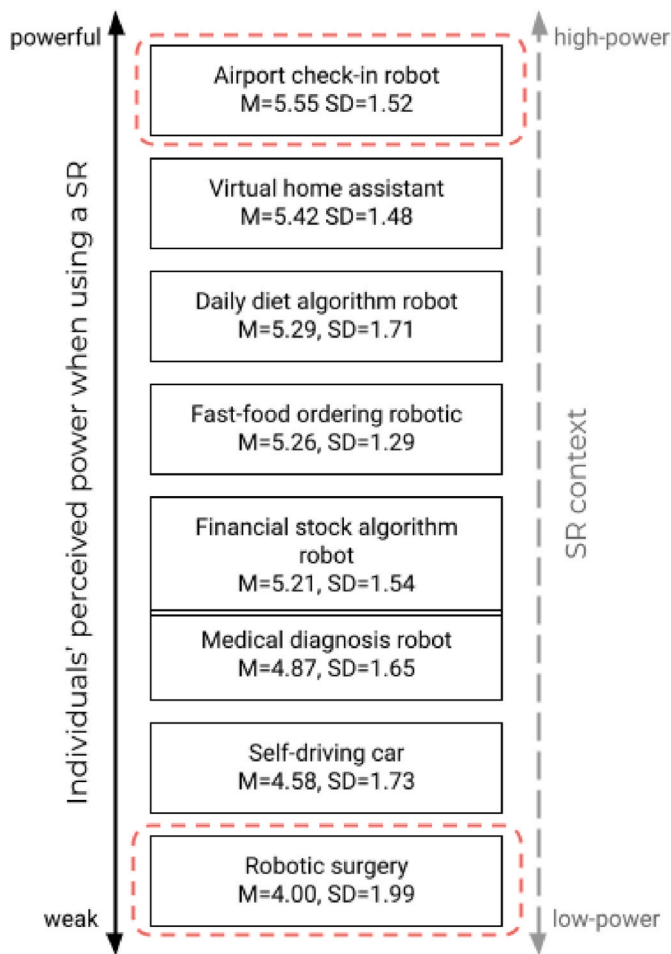 powerful
high-power
Airport check-in robot
M=5.55 SD=1.52
Virtual home assistant
M=5.42 SD=1.48
Daily diet algorithm robot
M=5.29, SD=1.71
Fast-food ordering robotic
M=5.26, SD=1.29
Financial stock algorithm
robot
M=5.21, SD=1.54
Medical diagnosis robot
M=4.87, SD=1.65
Self-driving car
M=4.58, SD=1.73
Robotic surgery
M=4.00, SD=1.99
weak
low-power
Individuals' perceived power when using a SR
SR context